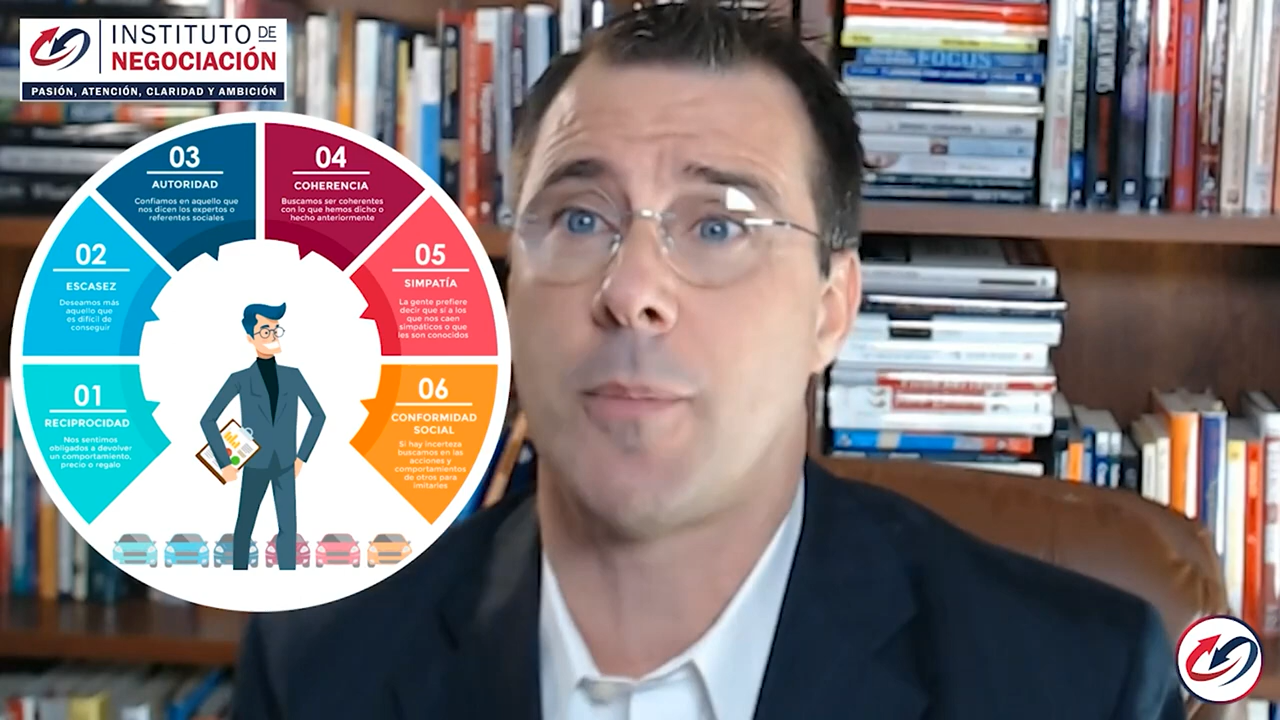 INSTITUTO DE
NEGOCIACIÓN
PASIÓN, ATENCIÓN, CLARIDAD Y AMBICIÓN
03
AUTORIDAD
Confiamos en aquello que
nos dicen los expertos o
referentes sociales
04
COHERENCIA
Buscamos ser coherentes
con lo que hemos dicho o
hecho anteriormente
02
ESCASEZ
Deseamos más
aquello que
es difícil de
conseguir
05
SIMPATÍA
La gente prefiere
decir que sí a los
que nos caen
simpáticos o que
les son conocidos
01
RECIPROCIDAD
Nos sentimos
obligados a devolver
un comportamiento,
precio o regalo
06
CONFORMIDAD
SOCIAL
Si hay incerteza
buscamos en las
acciones y
comportamientos
de otros para
imitarles
FOCUS